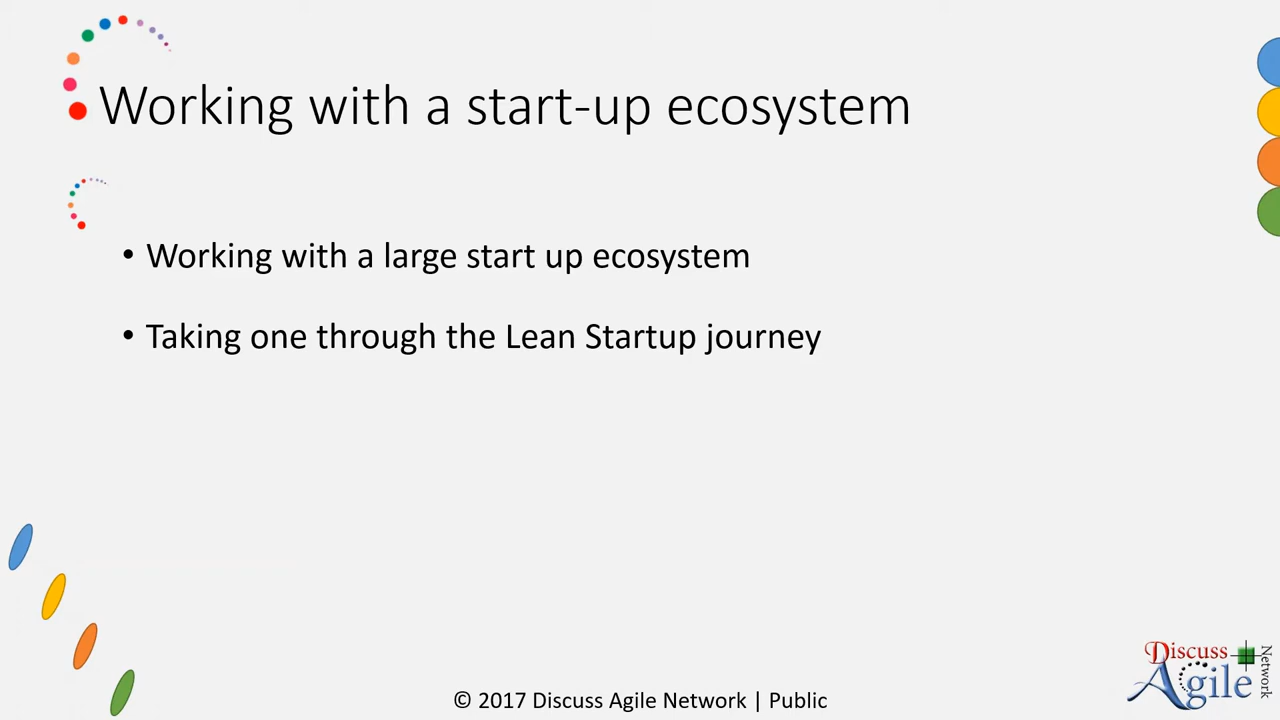 Working with a start-up ecosystem
• Working with a large start up ecosystem
• Taking one through the Lean Startup journey
© 2017 Discuss Agile Network | Public
Discuss
Agile
Network